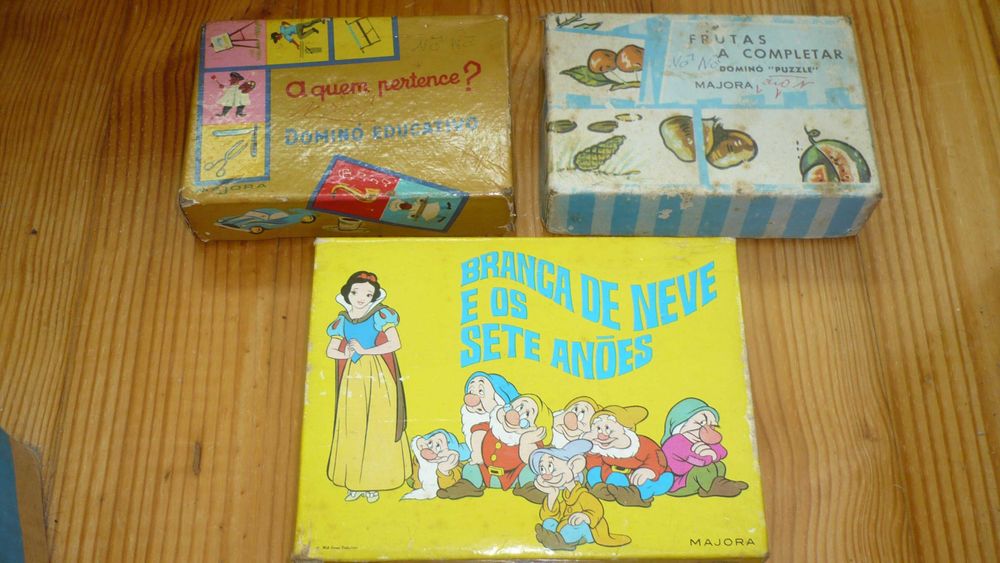 A quem pertence?
DOMINÓ EDUCATIVO
MAJORA
FRUTAS
A COMPLETAR
DOMINÓ "PUZZLE"
MAJORA
BRANCA DE NEVE
E OS
SETE ANÕES
MAJORA